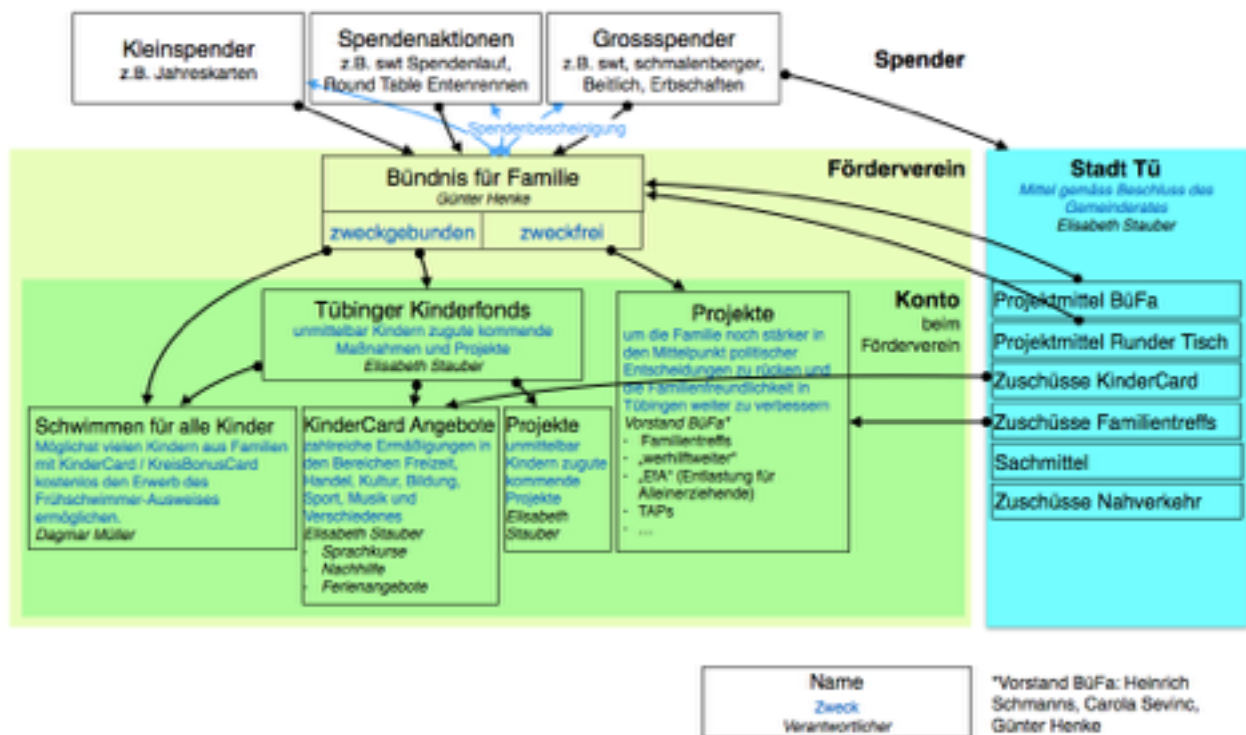 Kleinspender
z.B. Jahreskarten
Spendenaktionen
z.B. swt Spendenlauf,
Round Table Entenrennen
Grossspender
z.B. swt, schmalenberger,
Beitlich, Erbschaften
Spender
Spendenbescheinigung
Förderverein
Bündnis für Familie
Günter Henke
zweckgebunden
zweckfrei
Stadt Tü
Mittel gemäss Beschluss des
Gemeinderates
Elisabeth Stauber
Projektmittel BüFa
Projektmittel Runder Tisch
Zuschüsse KinderCard
Zuschüsse Familientreffs
Sachmittel
Zuschüsse Nahverkehr
Konto
beim
Förderverein
Tübinger Kinderfonds
unmittelbar Kindern zugute kommende
Maßnahmen und Projekte
Elisabeth Stauber
Projekte
um die Familie noch stärker in
den Mittelpunkt politischer
Entscheidungen zu rücken und
die Familienfreundlichkeit in
Tübingen weiter zu verbessern
Vorstand BüFa*
- Familientreffs
- „werhilftweiter"
- „EfA" (Entlastung für
Alleinerziehende)
- TAPs
- ...
Schwimmen für alle Kinder
Möglichst vielen Kindern aus Familien
mit KinderCard / KreisBonusCard
kostenlos den Erwerb des
Frühschwimmer-Ausweises
ermöglichen.
Dagmar Müller
KinderCard Angebote
zahlreiche Ermäßigungen in
den Bereichen Freizeit,
Handel, Kultur, Bildung,
Sport, Musik und
Verschiedenes
Elisabeth Stauber
- Sprachkurse
- Nachhilfe
- Ferienangebote
Projekte
unmittelbar
Kindern zugute
kommende
Projekte
Elisabeth
Stauber
Name
Zweck
Verantwortlicher
*Vorstand BüFa: Heinrich
Schmanns, Carola Sevinc,
Günter Henke